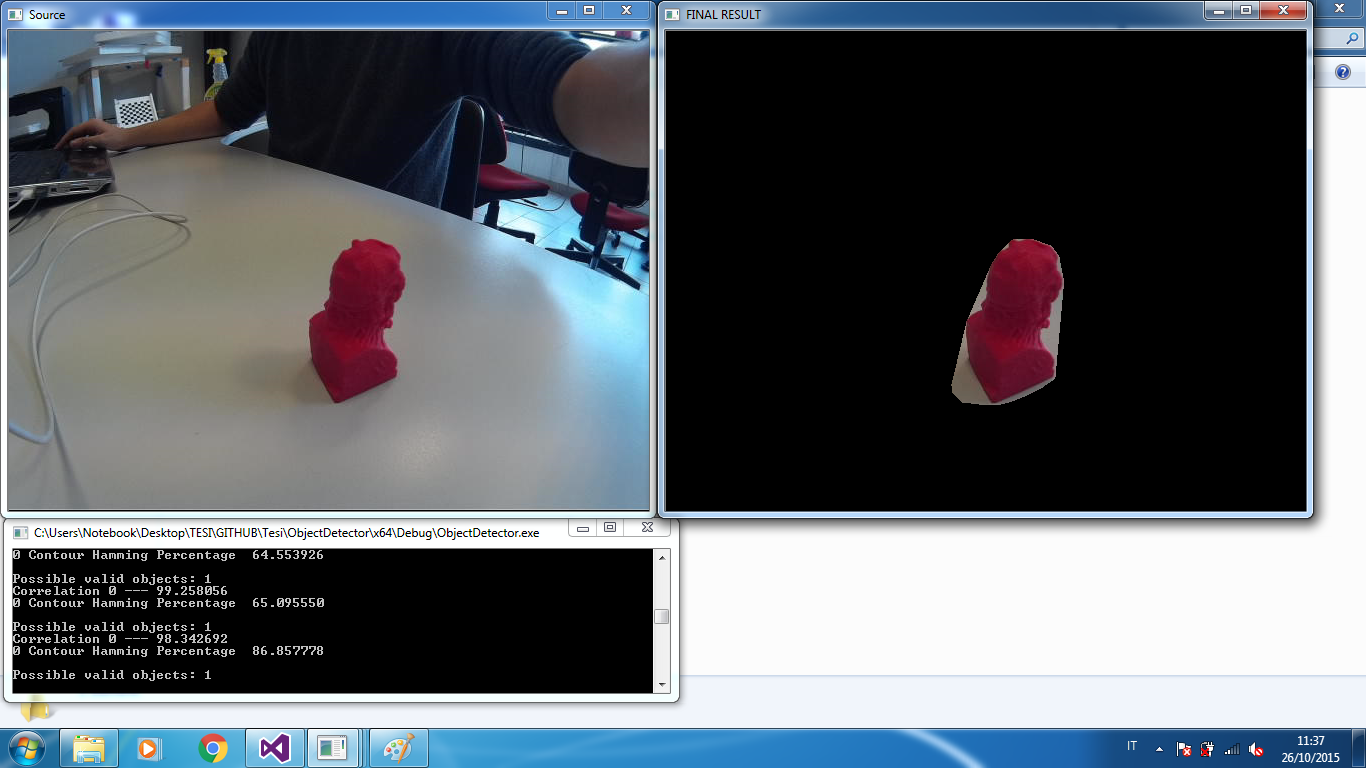 Source
FINAL RESULT
C:\Users\Notebook\Desktop\TESI\GITHUB\Tesi\ObjectDetector\x64\Debug\ObjectDetector.exe
0 Contour Hamming Percentage  64.553926
Possible valid objects: 1
Correlation 0 --- 99.258056
0 Contour Hamming Percentage  65.095550
Possible valid objects: 1
Correlation 0 --- 98.342692
0 Contour Hamming Percentage  86.857778
Possible valid objects: 1
IT
11:37
26/10/2015